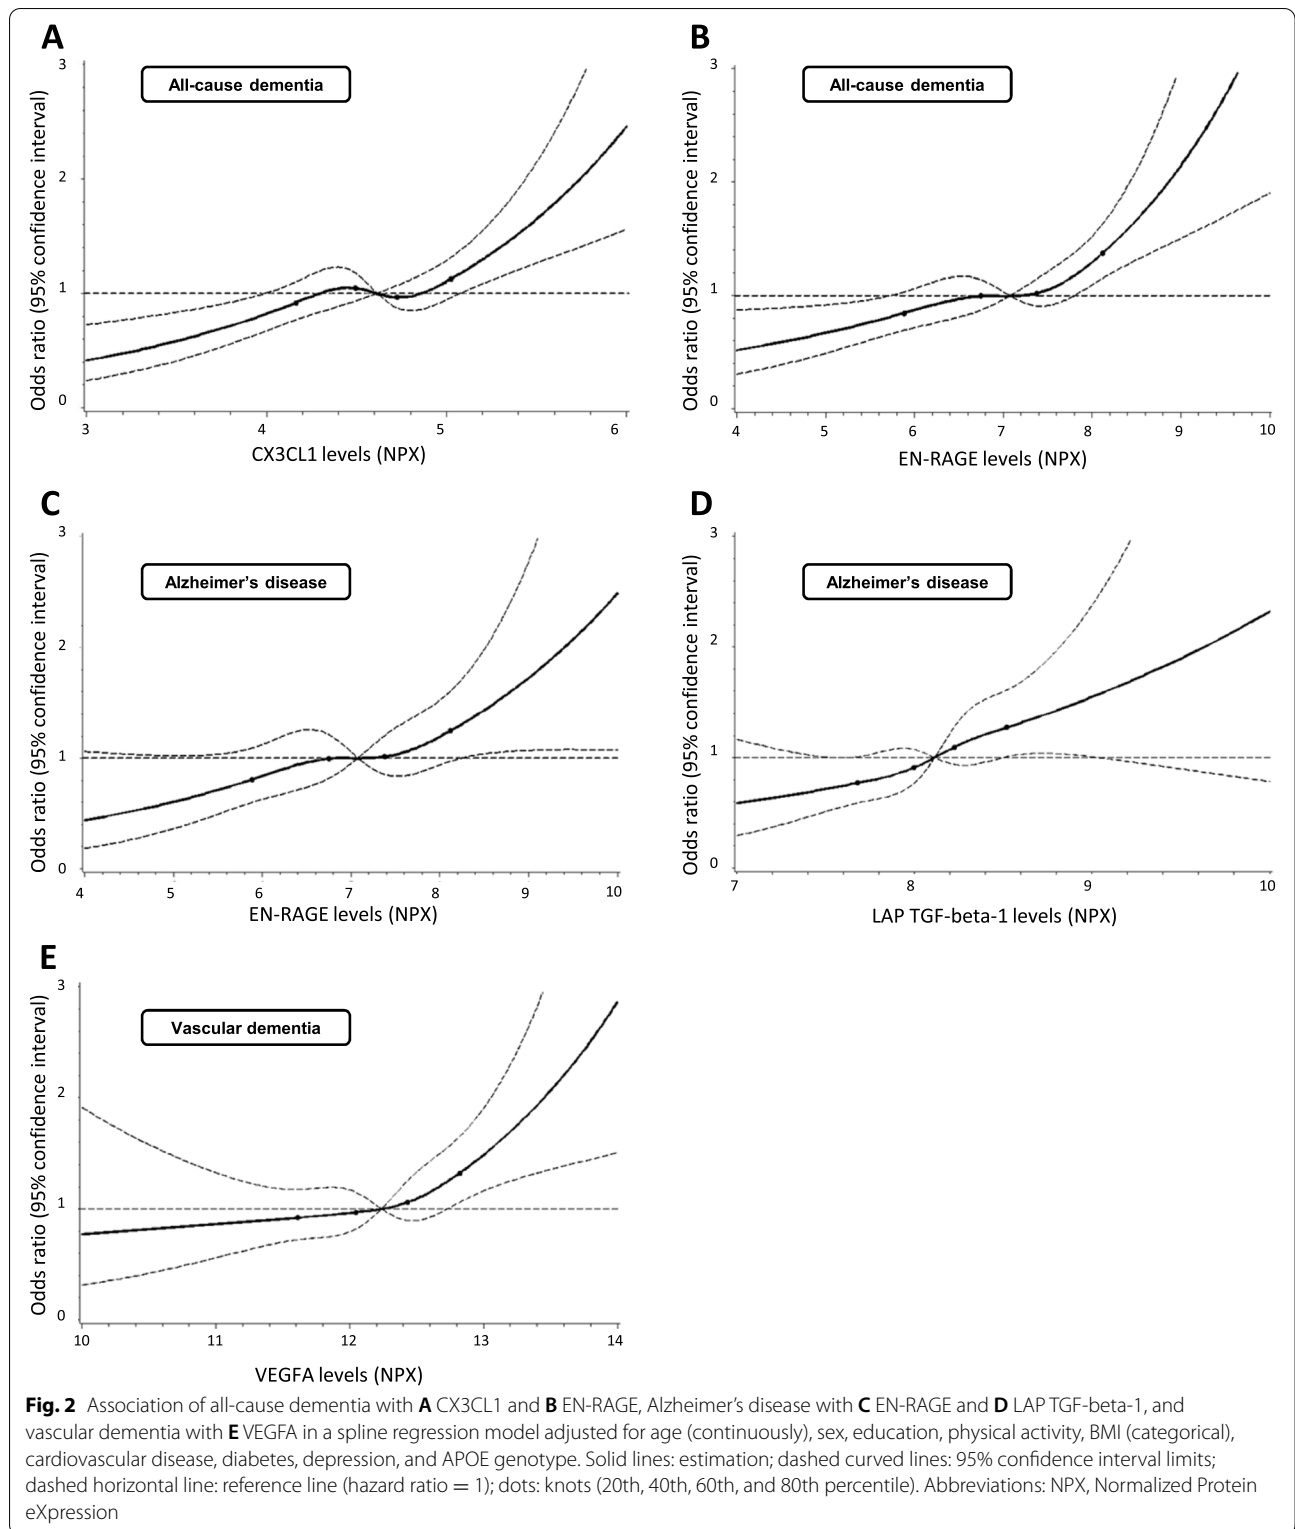 A
3
All-cause dementia
2
1
0
Odds ratio (95% confidence interval)
3
4
5
6
CX3CL1 levels (NPX)
B
3
All-cause dementia
2
1
0
Odds ratio (95% confidence interval)
4
5
6
7
8
9
10
EN-RAGE levels (NPX)
C
3
Alzheimer's disease
2
1
0
Odds ratio (95% confidence interval)
4
5
6
7
8
9
10
EN-RAGE levels (NPX)
D
3
Alzheimer's disease
2
1
0
Odds ratio (95% confidence interval)
7
8
9
10
LAP TGF-beta-1 levels (NPX)
E
3
Vascular dementia
2
1
0
Odds ratio (95% confidence interval)
10
11
12
13
14
VEGFA levels (NPX)
Fig. 2 Association of all-cause dementia with A CX3CL1 and B EN-RAGE, Alzheimer's disease with C EN-RAGE and D LAP TGF-beta-1, and
vascular dementia with E VEGFA in a spline regression model adjusted for age (continuously), sex, education, physical activity, BMI (categorical),
cardiovascular disease, diabetes, depression, and APOE genotype. Solid lines: estimation; dashed curved lines: 95% confidence interval limits;
dashed horizontal line: reference line (hazard ratio = 1); dots: knots (20th, 40th, 60th, and 80th percentile). Abbreviations: NPX, Normalized Protein
eXpression